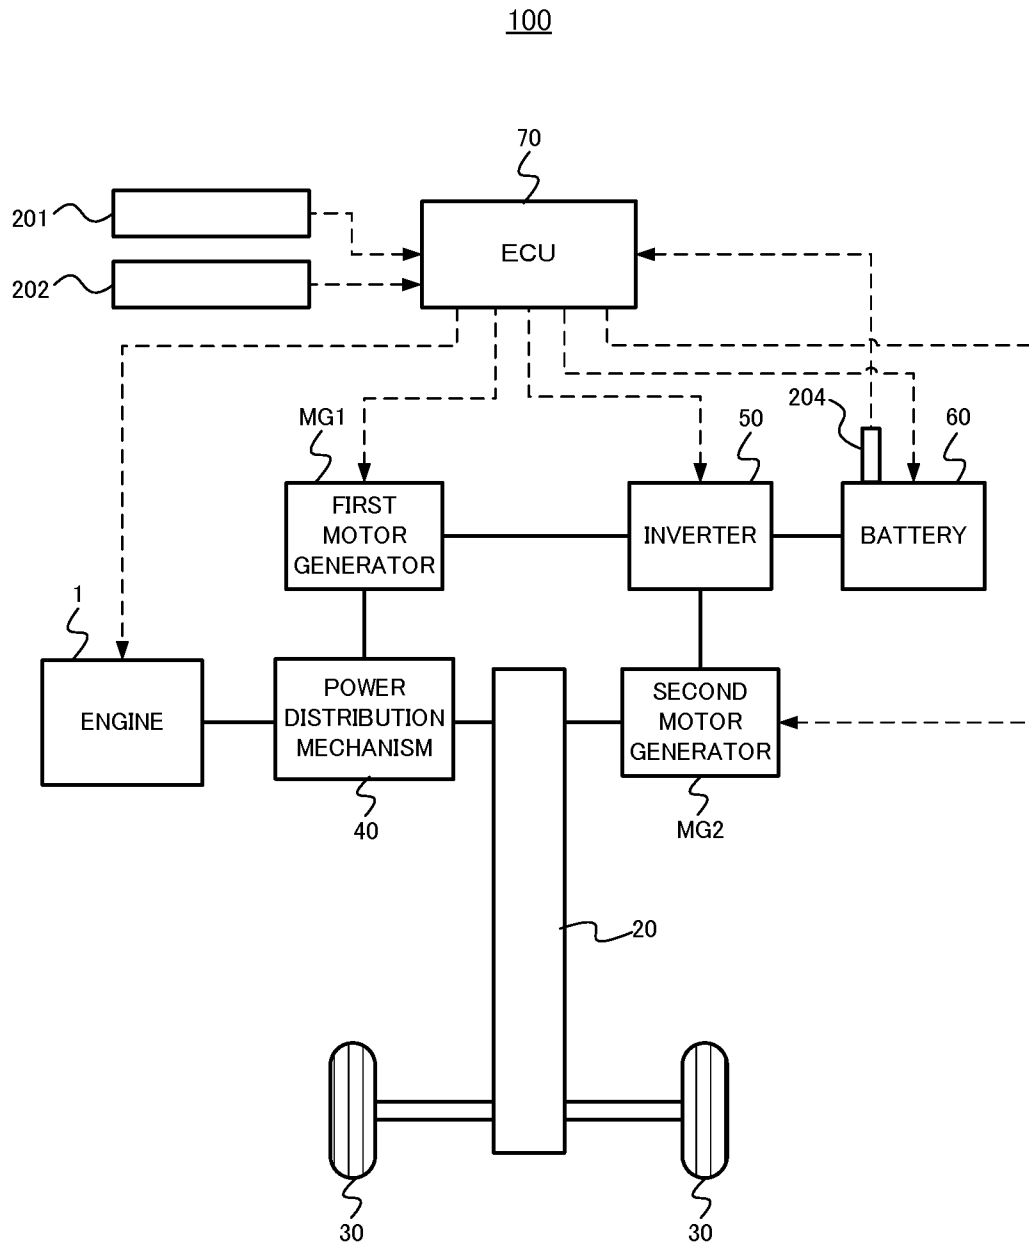 100
70
201
ECU
202
204
MG1
50
60
FIRST
MOTOR
GENERATOR
INVERTER
BATTERY
1
ENGINE
POWER
DISTRIBUTION
MECHANISM
SECOND
MOTOR
GENERATOR
40
MG2
20
30
30